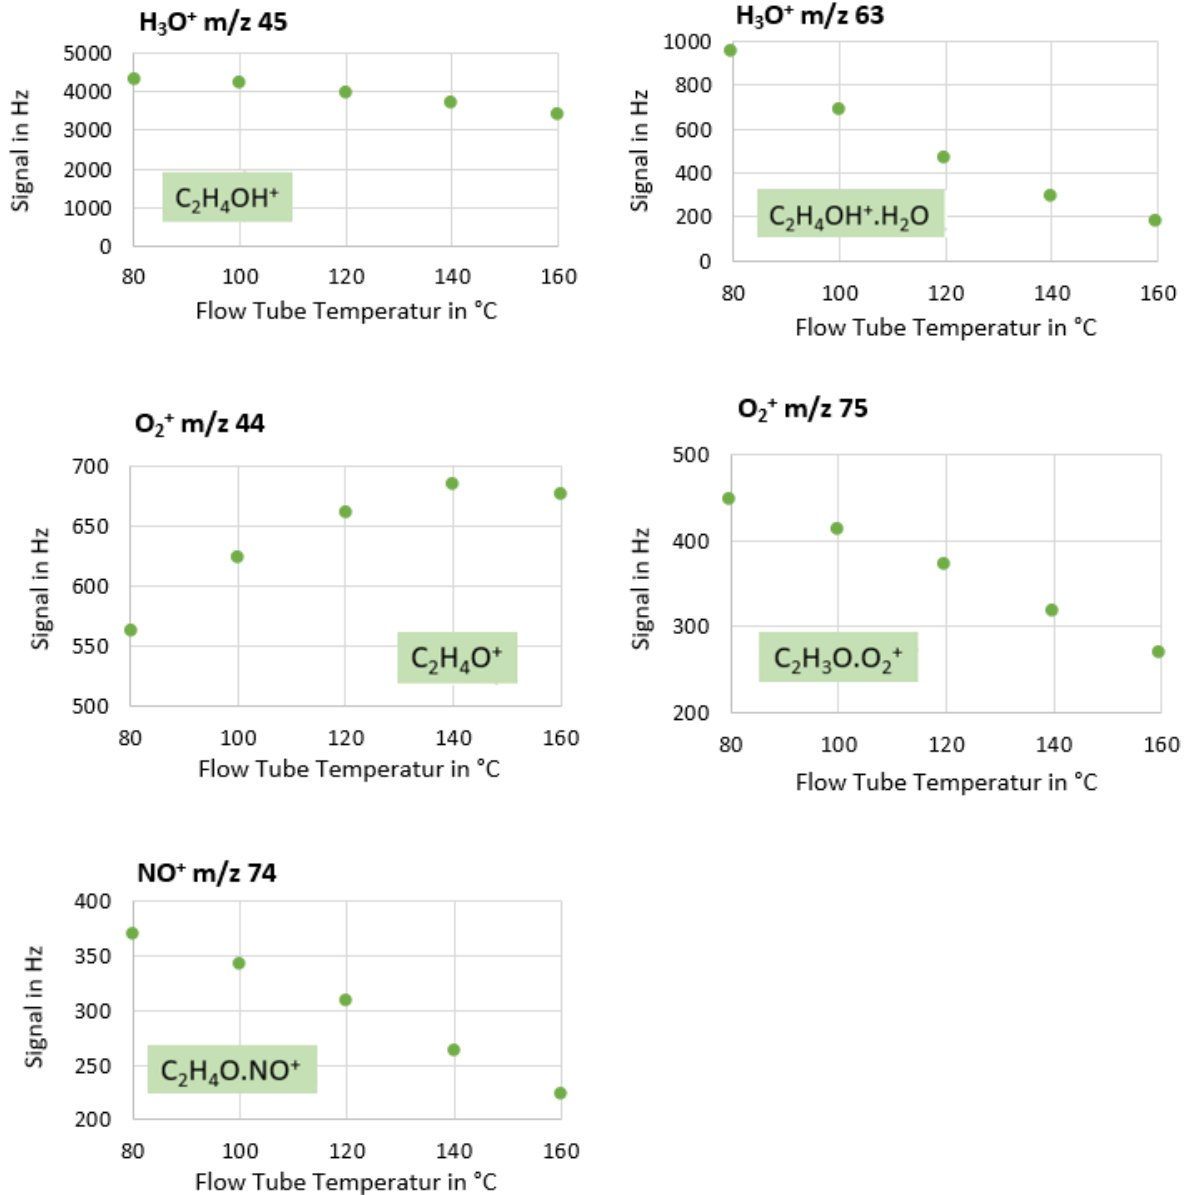 H₃O⁺ m/z 45
5000
4000
3000
2000
1000
0
Signal in Hz
C₂H₄OH⁺
80 100 120 140 160
Flow Tube Temperatur in °C
H₃O⁺ m/z 63
1000
800
600
400
200
0
Signal in Hz
C₂H₄OH⁺.H₂O
80 100 120 140 160
Flow Tube Temperatur in °C
O₂⁺ m/z 44
700
650
600
550
500
Signal in Hz
C₂H₄O⁺
80 100 120 140 160
Flow Tube Temperatur in °C
O₂⁺ m/z 75
500
400
300
200
Signal in Hz
C₂H₃O.O₂⁺
80 100 120 140 160
Flow Tube Temperatur in °C
NO⁺ m/z 74
400
350
300
250
200
Signal in Hz
C₂H₄O.NO⁺
80 100 120 140 160
Flow Tube Temperatur in °C